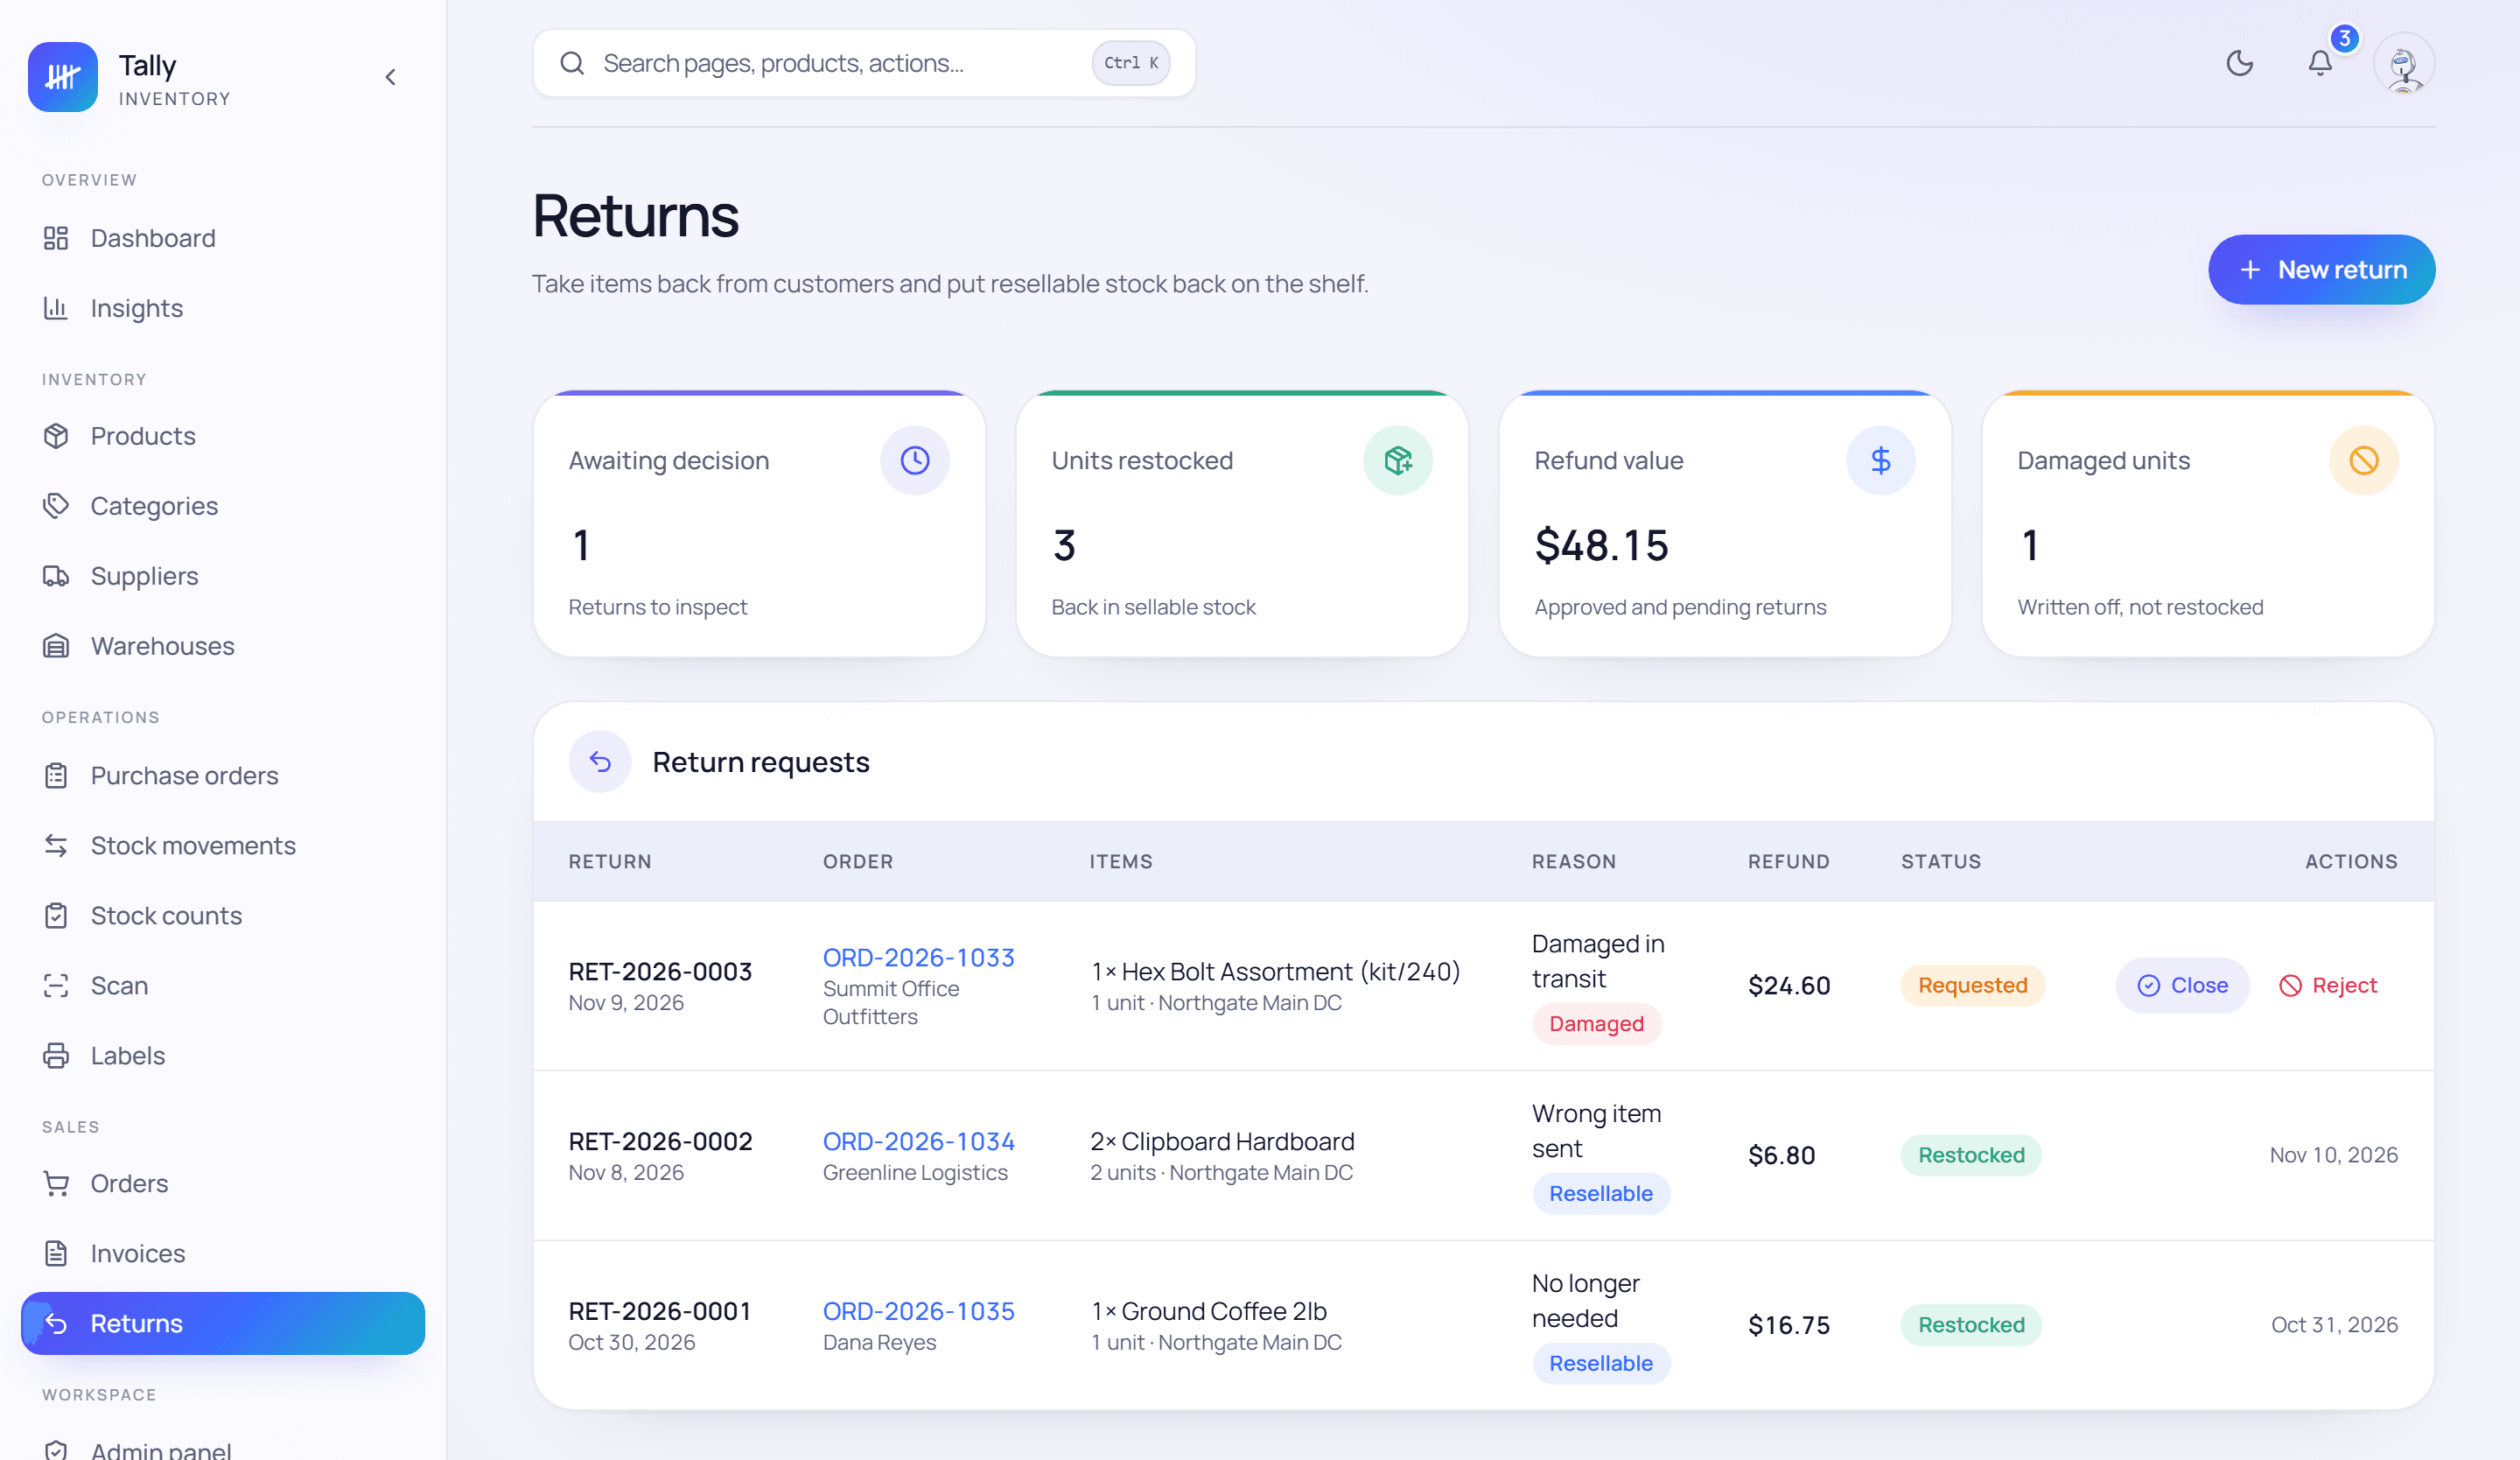 Tally
INVENTORY
OVERVIEW
Dashboard
Insights
INVENTORY
Products
Categories
Suppliers
Warehouses
OPERATIONS
Purchase orders
Stock movements
Stock counts
Scan
Labels
SALES
Orders
Invoices
Returns
WORKSPACE
Admin panel
Search pages, products, actions...
Ctrl K
3
Returns
Take items back from customers and put resellable stock back on the shelf.
New return
Awaiting decision
1
Returns to inspect
Units restocked
3
Back in sellable stock
Refund value
$48.15
Approved and pending returns
Damaged units
1
Written off, not restocked
Return requests
RETURN ORDER ITEMS REASON REFUND STATUS ACTIONS
RET-2026-0003
Nov 9, 2026
ORD-2026-1033
Summit Office
Outfitters
1× Hex Bolt Assortment (kit/240)
1 unit · Northgate Main DC
Damaged in
transit
Damaged
$24.60
Requested
Close
Reject
RET-2026-0002
Nov 8, 2026
ORD-2026-1034
Greenline Logistics
2× Clipboard Hardboard
2 units · Northgate Main DC
Wrong item
sent
Resellable
$6.80
Restocked
Nov 10, 2026
RET-2026-0001
Oct 30, 2026
ORD-2026-1035
Dana Reyes
1× Ground Coffee 2lb
1 unit · Northgate Main DC
No longer
needed
Resellable
$16.75
Restocked
Oct 31, 2026